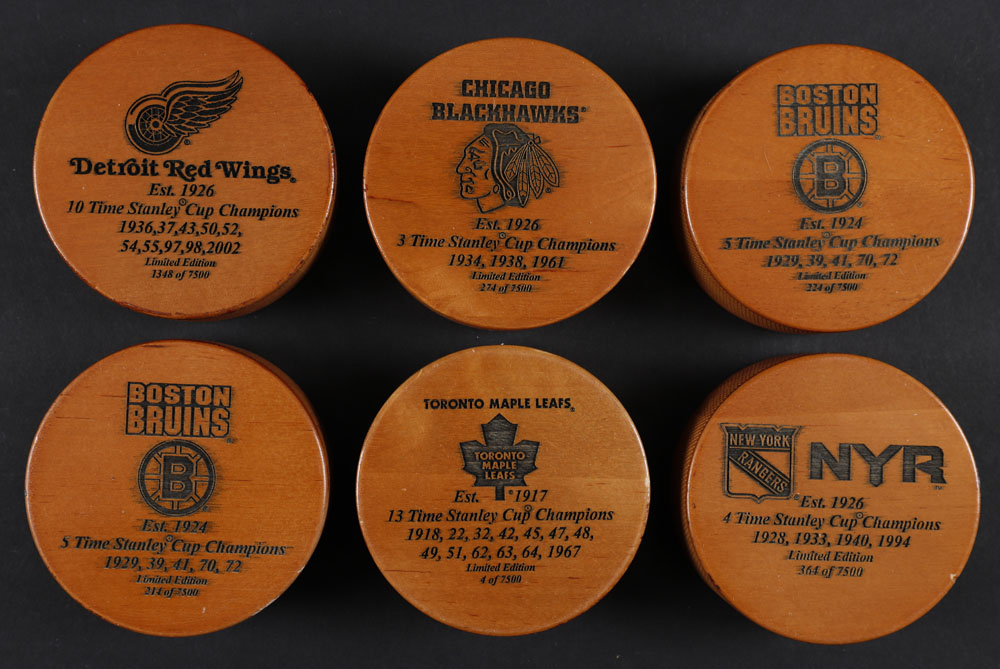 Detroit Red Wings
Est. 1926
10 Time Stanley Cup Champions
1936,37,43,50,52,
54,55,97,98,2002
Limited Edition
1348 of 7500
CHICAGO
BLACKHAWKS
Est. 1926
3 Time Stanley Cup Champions
1934, 1938, 1961
Limited Edition
274 of 7500
BOSTON
BRUINS
B
Est. 1924
5 Time Stanley Cup Champions
1929, 39, 41, 70, 72
Limited Edition
224 of 7500
BOSTON
BRUINS
B
Est. 1924
5 Time Stanley Cup Champions
1929, 39, 41, 70, 72
Limited Edition
214 of 7500
TORONTO MAPLE LEAFS
TORONTO
MAPLE
LEAFS
Est. 1917
13 Time Stanley Cup Champions
1918, 22, 32, 42, 45, 47, 48,
49, 51, 62, 63, 64, 1967
Limited Edition
4 of 7500
NEW YORK
RANGERS
NYR
Est. 1926
4 Time Stanley Cup Champions
1928, 1933, 1940, 1994
Limited Edition
364 of 7500